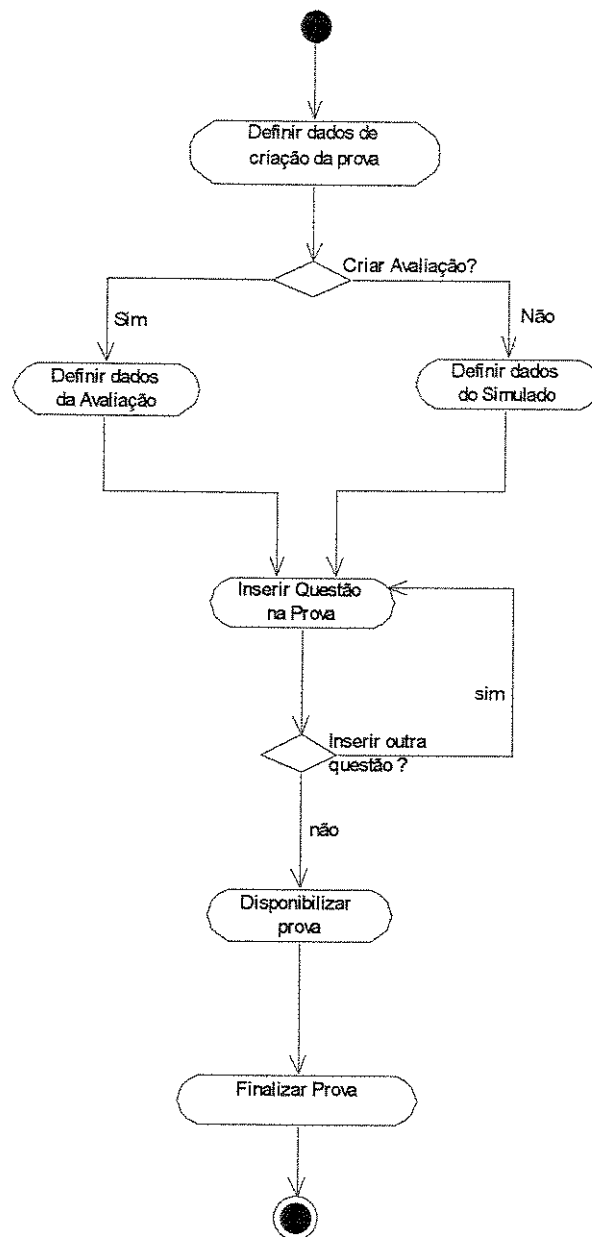 Definir dados de
criação da prova
Criar Avaliação?
Sim
Não
Definir dados
da Avaliação
Definir dados
do Simulado
Inserir Questão
na Prova
sim
Inserir outra
questão ?
não
Disponibilizar
prova
Finalizar Prova